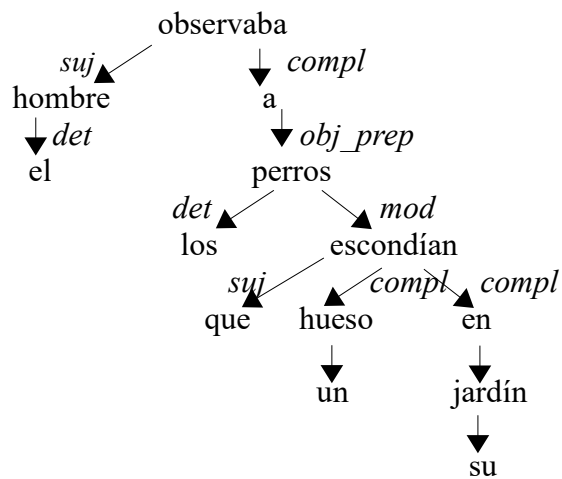 observaba
suj compl
hombre a
det obj_prep
el perros
det mod
los escondían
suj compl compl
que hueso en
un jardín
su